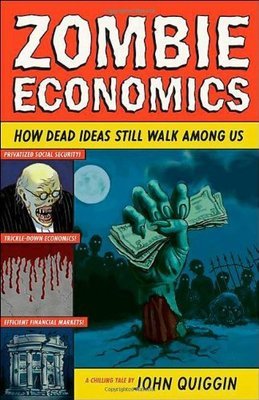 ZOMBIE
ECONOMICS
HOW DEAD IDEAS STILL WALK AMONG US
PRIVATIZED SOCIAL SECURITY!
TRICKLE-DOWN ECONOMICS!
EFFICIENT FINANCIAL MARKETS!
A CHILLING TALE BY JOHN QUIGGIN